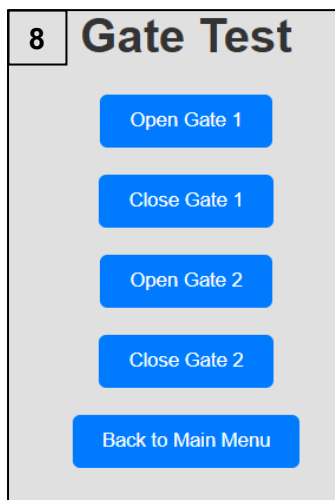 8
Gate Test
Open Gate 1
Close Gate 1
Open Gate 2
Close Gate 2
Back to Main Menu